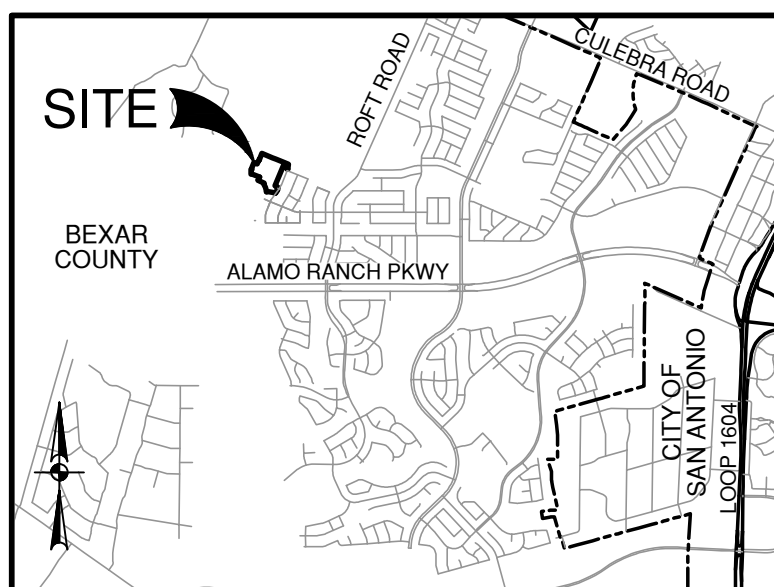 CULEBRA ROAD
ROFT ROAD
SITE
BEXAR
COUNTY
ALAMO RANCH PKWY
CITY OF
SAN ANTONIO
LOOP 1604